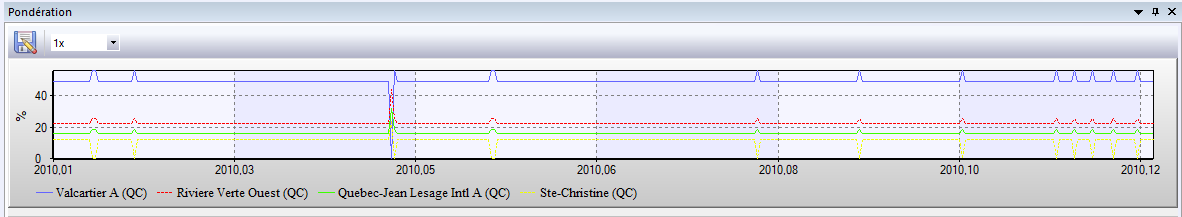 Pondération
1x
40
20
0
%
2010,01 2010,03 2010,05 2010,06 2010,08 2010,10 2010,12
Valcartier A (QC) Riviere Verte Ouest (QC) Quebec-Jean Lesage Intl A (QC) Ste-Christine (QC)